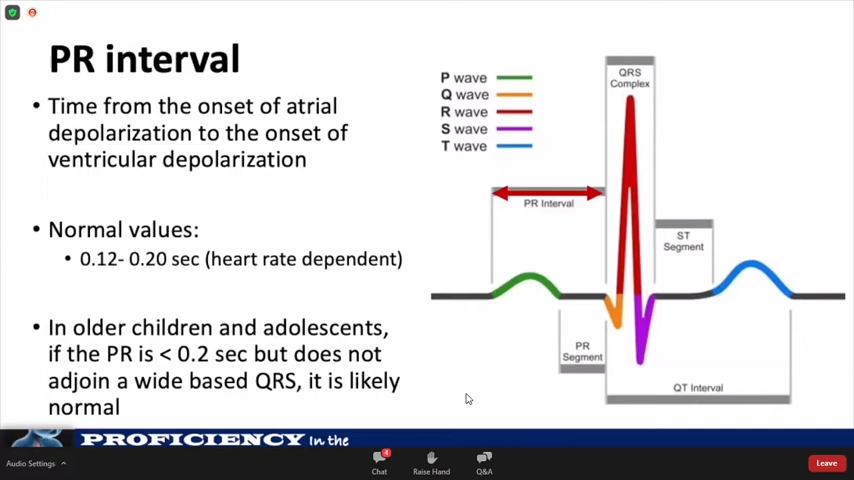 PR interval
• Time from the onset of atrial
depolarization to the onset of
ventricular depolarization
• Normal values:
• 0.12- 0.20 sec (heart rate dependent)
• In older children and adolescents,
if the PR is < 0.2 sec but does not
adjoin a wide based QRS, it is likely
normal
P wave
Q wave
R wave
S wave
T wave
QRS
Complex
PR Interval
ST
Segment
PR
Segment
QT Interval
PROFICIENCY In the
Audio Settings
4
Chat
Raise Hand
Q&A
Leave